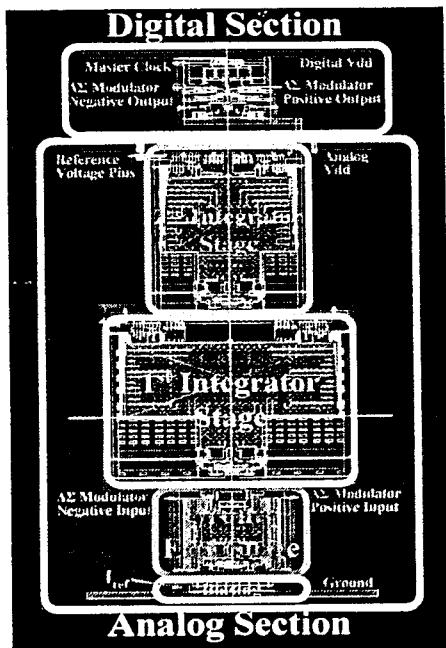 Digital Section
Master Clock
Digital Vdd
ΔΣ Modulator
Negative Output
ΔΣ Modulator
Positive Output
Reference
Voltage Pins
Analog
Vdd
Integrator
Stage
1st Integrator
Stage
ΔΣ Modulator
Negative Input
ΔΣ Modulator
Positive Input
Iref
Ground
Analog Section